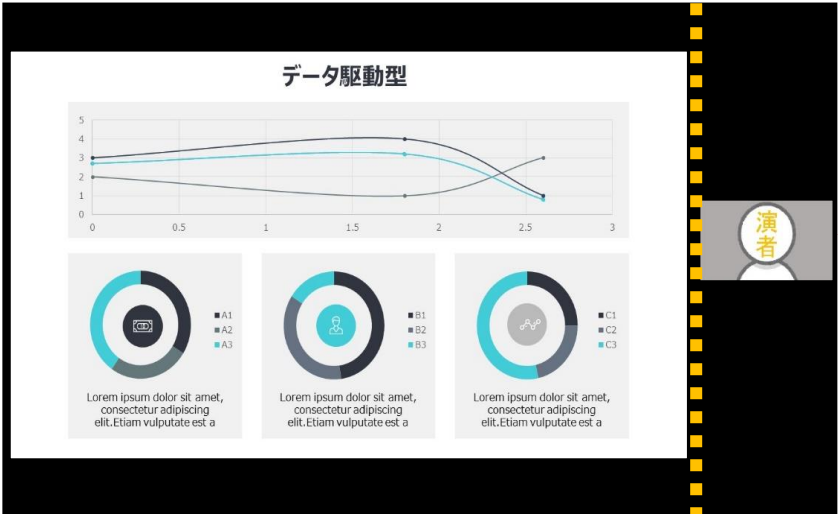 データ駆動型
5
4
3
2
1
0
0 0.5 1 1.5 2 2.5 3
A1
A2
A3
Lorem ipsum dolor sit amet,
consectetur adipiscing
elit.Etiam vulputate est a
B1
B2
B3
Lorem ipsum dolor sit amet,
consectetur adipiscing
elit.Etiam vulputate est a
C1
C2
C3
Lorem ipsum dolor sit amet,
consectetur adipiscing
elit.Etiam vulputate est a
演
者